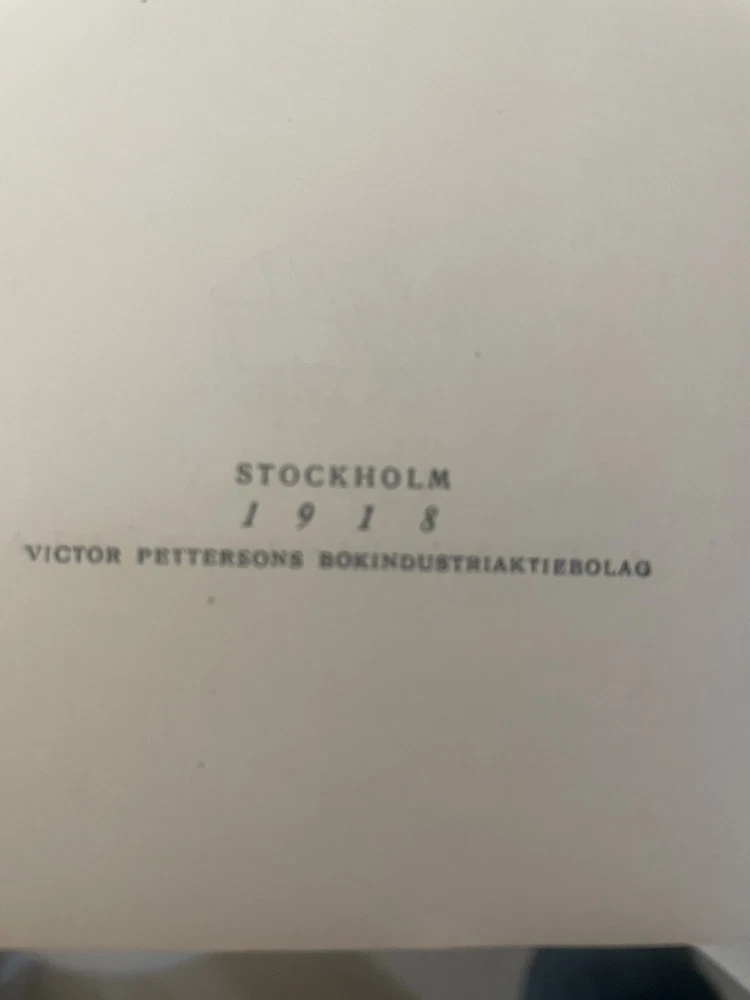 STOCKHOLM
1 9 1 8
VICTOR PETTERSONS BOKINDUSTRIAKTIEBOLAG